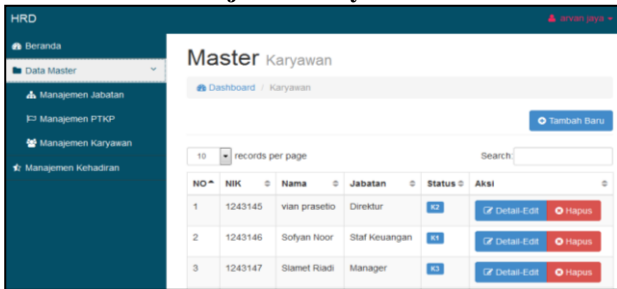 HRD
arvan jaya
Beranda
Data Master
Manajemen Jabatan
Manajemen PTKP
Manajemen Karyawan
Manajemen Kehadiran
Master Karyawan
Dashboard / Karyawan
Tambah Baru
10 records per page
Search:
NO NIK Nama Jabatan Status Aksi
1 1243145 vian prasetio Direktur K2 Detail-Edit Hapus
2 1243146 Sofyan Noor Staf Keuangan K1 Detail-Edit Hapus
3 1243147 Slamet Riadi Manager K3 Detail-Edit Hapus